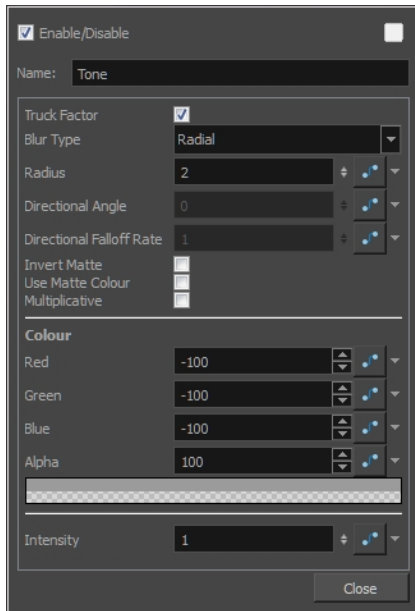 Enable/Disable
Name: Tone
Truck Factor
Blur Type Radial
Radius 2
Directional Angle 0
Directional Falloff Rate 1
Invert Matte
Use Matte Colour
Multiplicative
Colour
Red -100
Green -100
Blue -100
Alpha 100
Intensity 1
Close